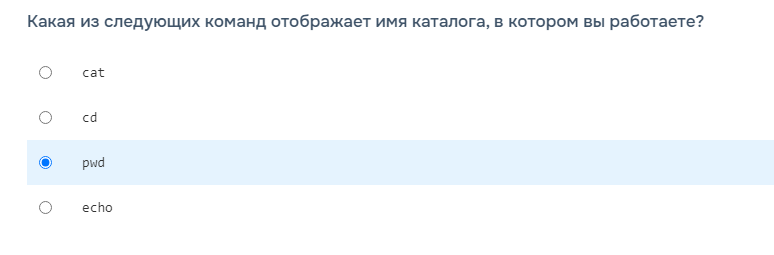 Какая из следующих команд отображает имя каталога, в котором вы работаете?
cat
cd
pwd
echo